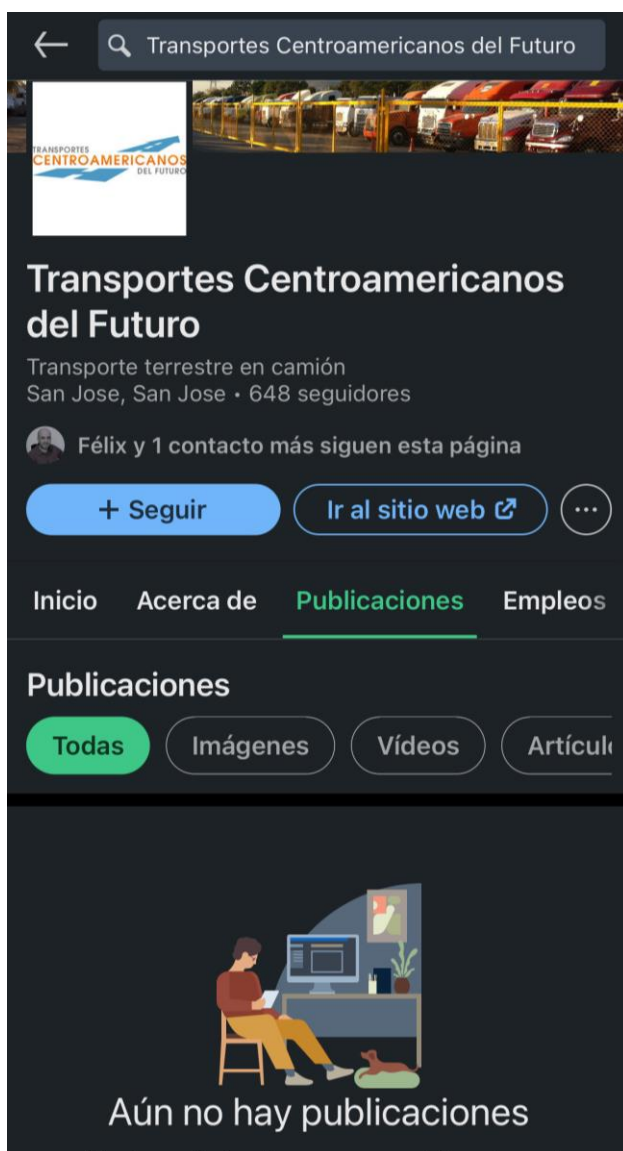 Transportes Centroamericanos del Futuro
TRANSPORTES
CENTROAMERICANOS
DEL FUTURO
Transportes Centroamericanos
del Futuro
Transporte terrestre en camión
San Jose, San Jose • 648 seguidores
Félix y 1 contacto más siguen esta página
+ Seguir Ir al sitio web
Inicio Acerca de Publicaciones Empleos
Publicaciones
Todas Imágenes Vídeos Artícul
Aún no hay publicaciones